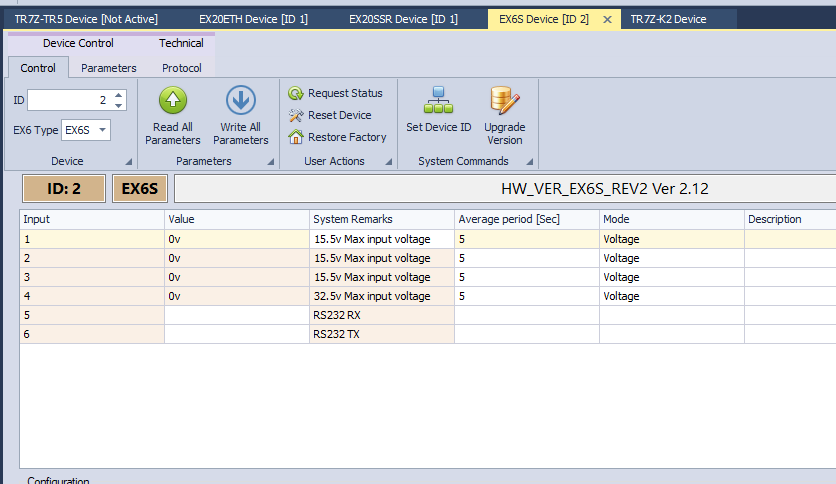 TR7Z-TR5 Device [Not Active] EX20ETH Device [ID 1] EX20SSR Device [ID 1] EX6S Device [ID 2] TR7Z-K2 Device
Device Control Technical
Control Parameters Protocol
ID 2
EX6 Type EX6S
Device
Read All Parameters
Write All Parameters
Parameters
Request Status
Reset Device
Restore Factory
User Actions
Set Device ID
Upgrade Version
System Commands
ID: 2 EX6S HW_VER_EX6S_REV2 Ver 2.12
Input Value System Remarks Average period [Sec] Mode Description
1 0v 15.5v Max input voltage 5 Voltage
2 0v 15.5v Max input voltage 5 Voltage
3 0v 15.5v Max input voltage 5 Voltage
4 0v 32.5v Max input voltage 5 Voltage
5 RS232 RX
6 RS232 TX
Configuration